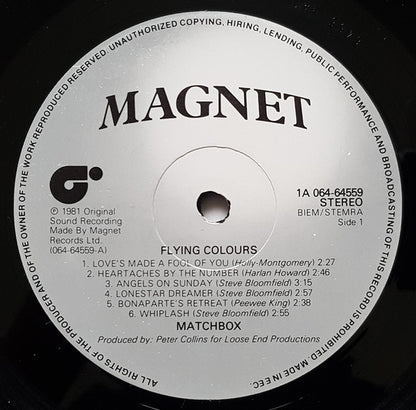 ALL RIGHTS OF THE PRODUCER AND OF THE OWNER OF THE WORK REPRODUCED RESERVED. UNAUTHORIZED COPYING, HIRING, LENDING, PUBLIC PERFORMANCE AND BROADCASTING OF THIS RECORD IS PROHIBITED. MADE IN EEC.
MAGNET
℗ 1981 Original
Sound Recording
Made By Magnet
Records Ltd.
(064-64559-A)
1A 064-64559
STEREO
BIEM/STEMRA
Side 1
FLYING COLOURS
1. LOVE'S MADE A FOOL OF YOU (Holly-Montgomery) 2:27
2. HEARTACHES BY THE NUMBER (Harlan Howard) 2:46
3. ANGELS ON SUNDAY (Steve Bloomfield) 3:15
4. LONESTAR DREAMER (Steve Bloomfield) 2:57
5. BONAPARTE'S RETREAT (Peewee King) 2:38
6. WHIPLASH (Steve Bloomfield) 2:55
MATCHBOX
Produced by: Peter Collins for Loose End Productions